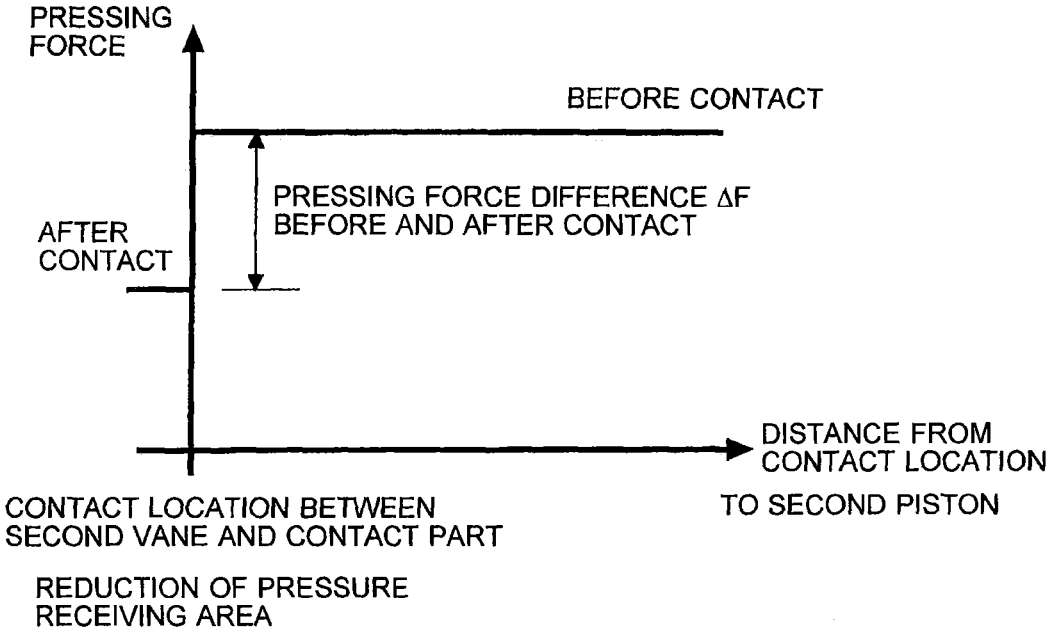 PRESSING
FORCE
BEFORE CONTACT
PRESSING FORCE DIFFERENCE ΔF
BEFORE AND AFTER CONTACT
AFTER
CONTACT
DISTANCE FROM
CONTACT LOCATION
TO SECOND PISTON
CONTACT LOCATION BETWEEN
SECOND VANE AND CONTACT PART
REDUCTION OF PRESSURE
RECEIVING AREA